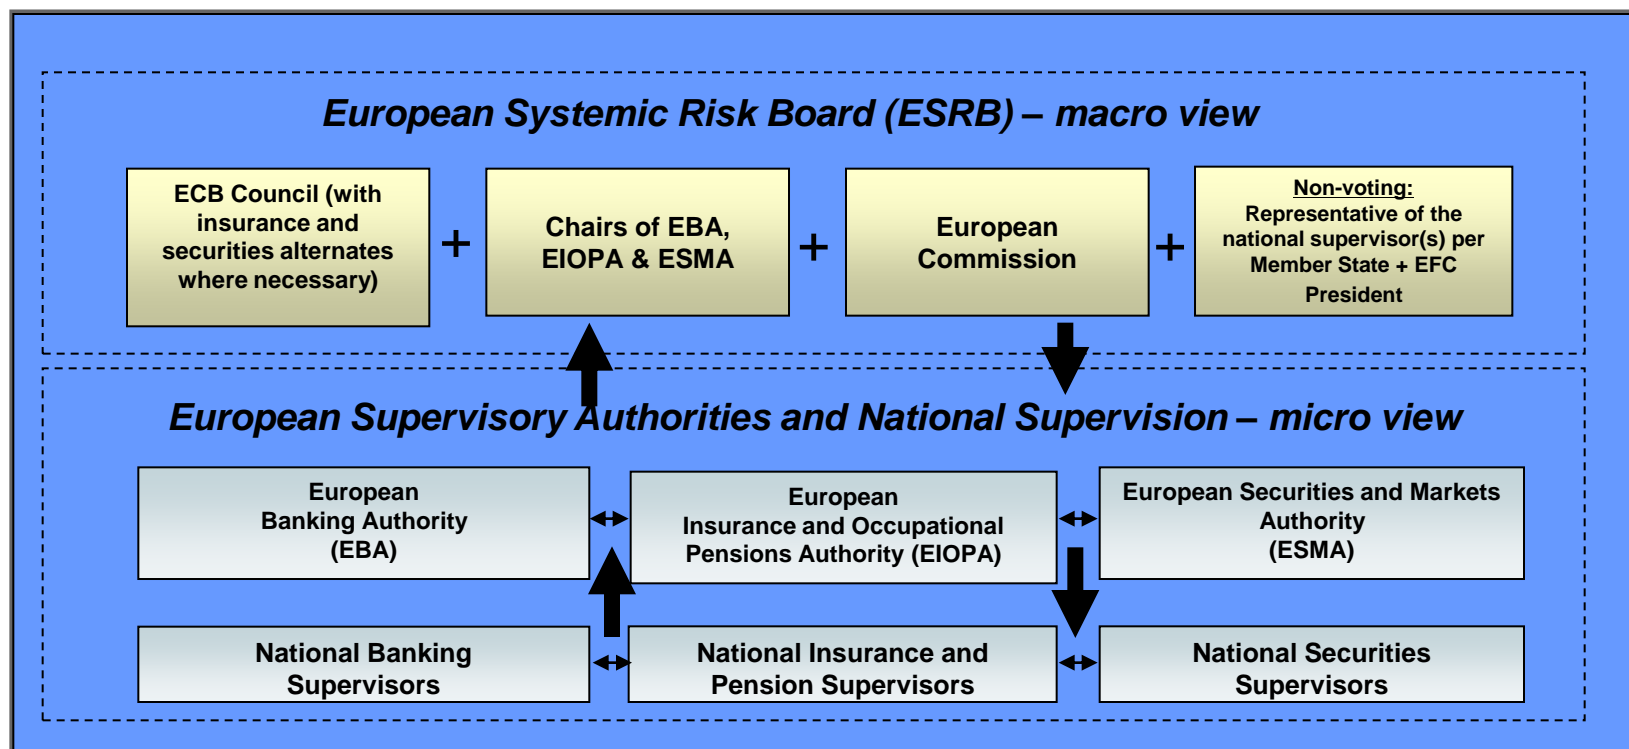 European Systemic Risk Board (ESRB) – macro view
ECB Council (with
insurance and
securities alternates
where necessary)
+
Chairs of EBA,
EIOPA & ESMA
+
European
Commission
+
Non-voting:
Representative of the
national supervisor(s) per
Member State + EFC
President
European Supervisory Authorities and National Supervision – micro view
European
Banking Authority
(EBA)
European
Insurance and Occupational
Pensions Authority (EIOPA)
European Securities and Markets
Authority
(ESMA)
National Banking
Supervisors
National Insurance and
Pension Supervisors
National Securities
Supervisors